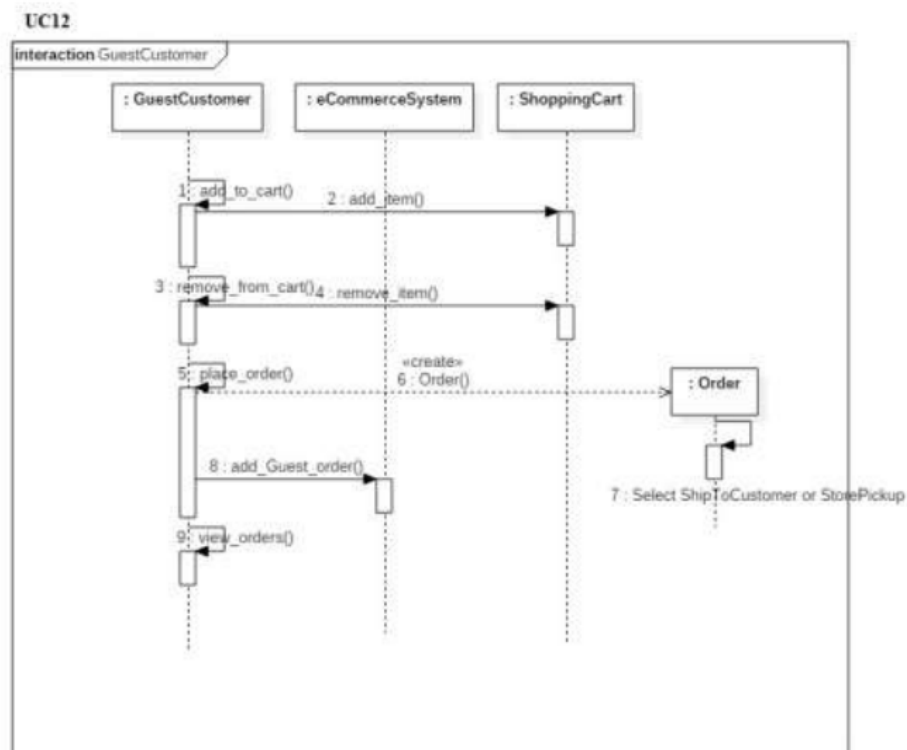 UC12
interaction GuestCustomer
: GuestCustomer
: eCommerceSystem
: ShoppingCart
1 : add_to_cart()
2 : add_item()
3 : remove_from_cart()
4 : remove_item()
5 : place_order()
«create»
6 : Order()
: Order
8 : add_Guest_order()
7 : Select ShipToCustomer or StorePickup
9 : view_orders()